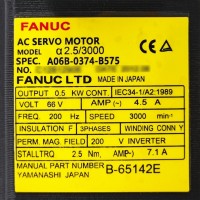 FANUC
AC SERVO MOTOR
MODEL α2.5/3000
SPEC. A06B-0374-B575
FANUC LTD MADE IN JAPAN
OUTPUT 0.5 KW CONT. IEC34-1/A2:1989
VOLT 66 V AMP(~) 4.5 A
FREQ. 200 Hz SPEED 3000 min⁻¹
INSULATION F 3PHASES WINDING CONN Y
PERM. MAG. FIELD 200 V INVERTER
STALLTRQ. 2.5 Nm AMP~ 7.1 A
MANUFACTURED BY
YAMANASHI JAPAN B-65142E